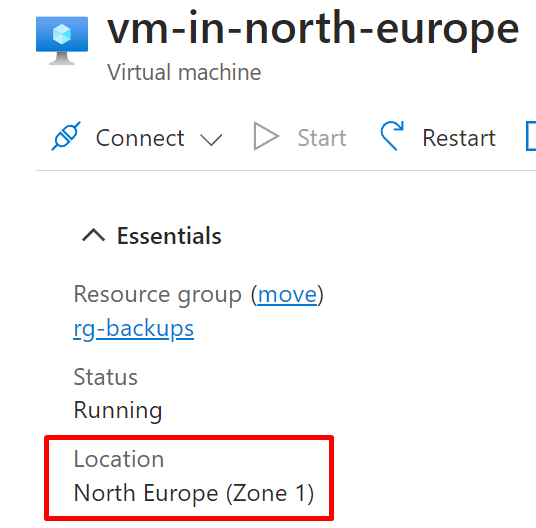 vm-in-north-europe
Virtual machine
Connect Start Restart
Essentials
Resource group (move)
rg-backups
Status
Running
Location
North Europe (Zone 1)